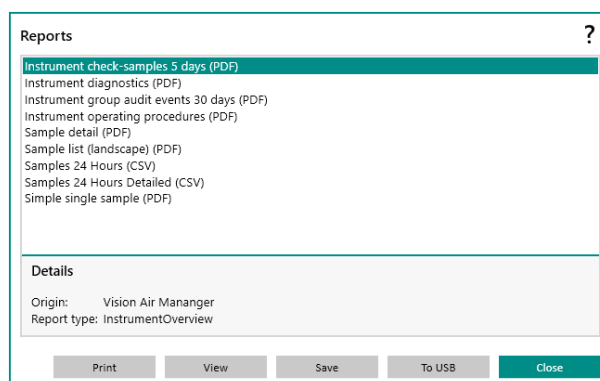 Reports
?
Instrument check-samples 5 days (PDF)
Instrument diagnostics (PDF)
Instrument group audit events 30 days (PDF)
Instrument operating procedures (PDF)
Sample detail (PDF)
Sample list (landscape) (PDF)
Samples 24 Hours (CSV)
Samples 24 Hours Detailed (CSV)
Simple single sample (PDF)
Details
Origin: Vision Air Mananger
Report type: InstrumentOverview
Print View Save To USB Close